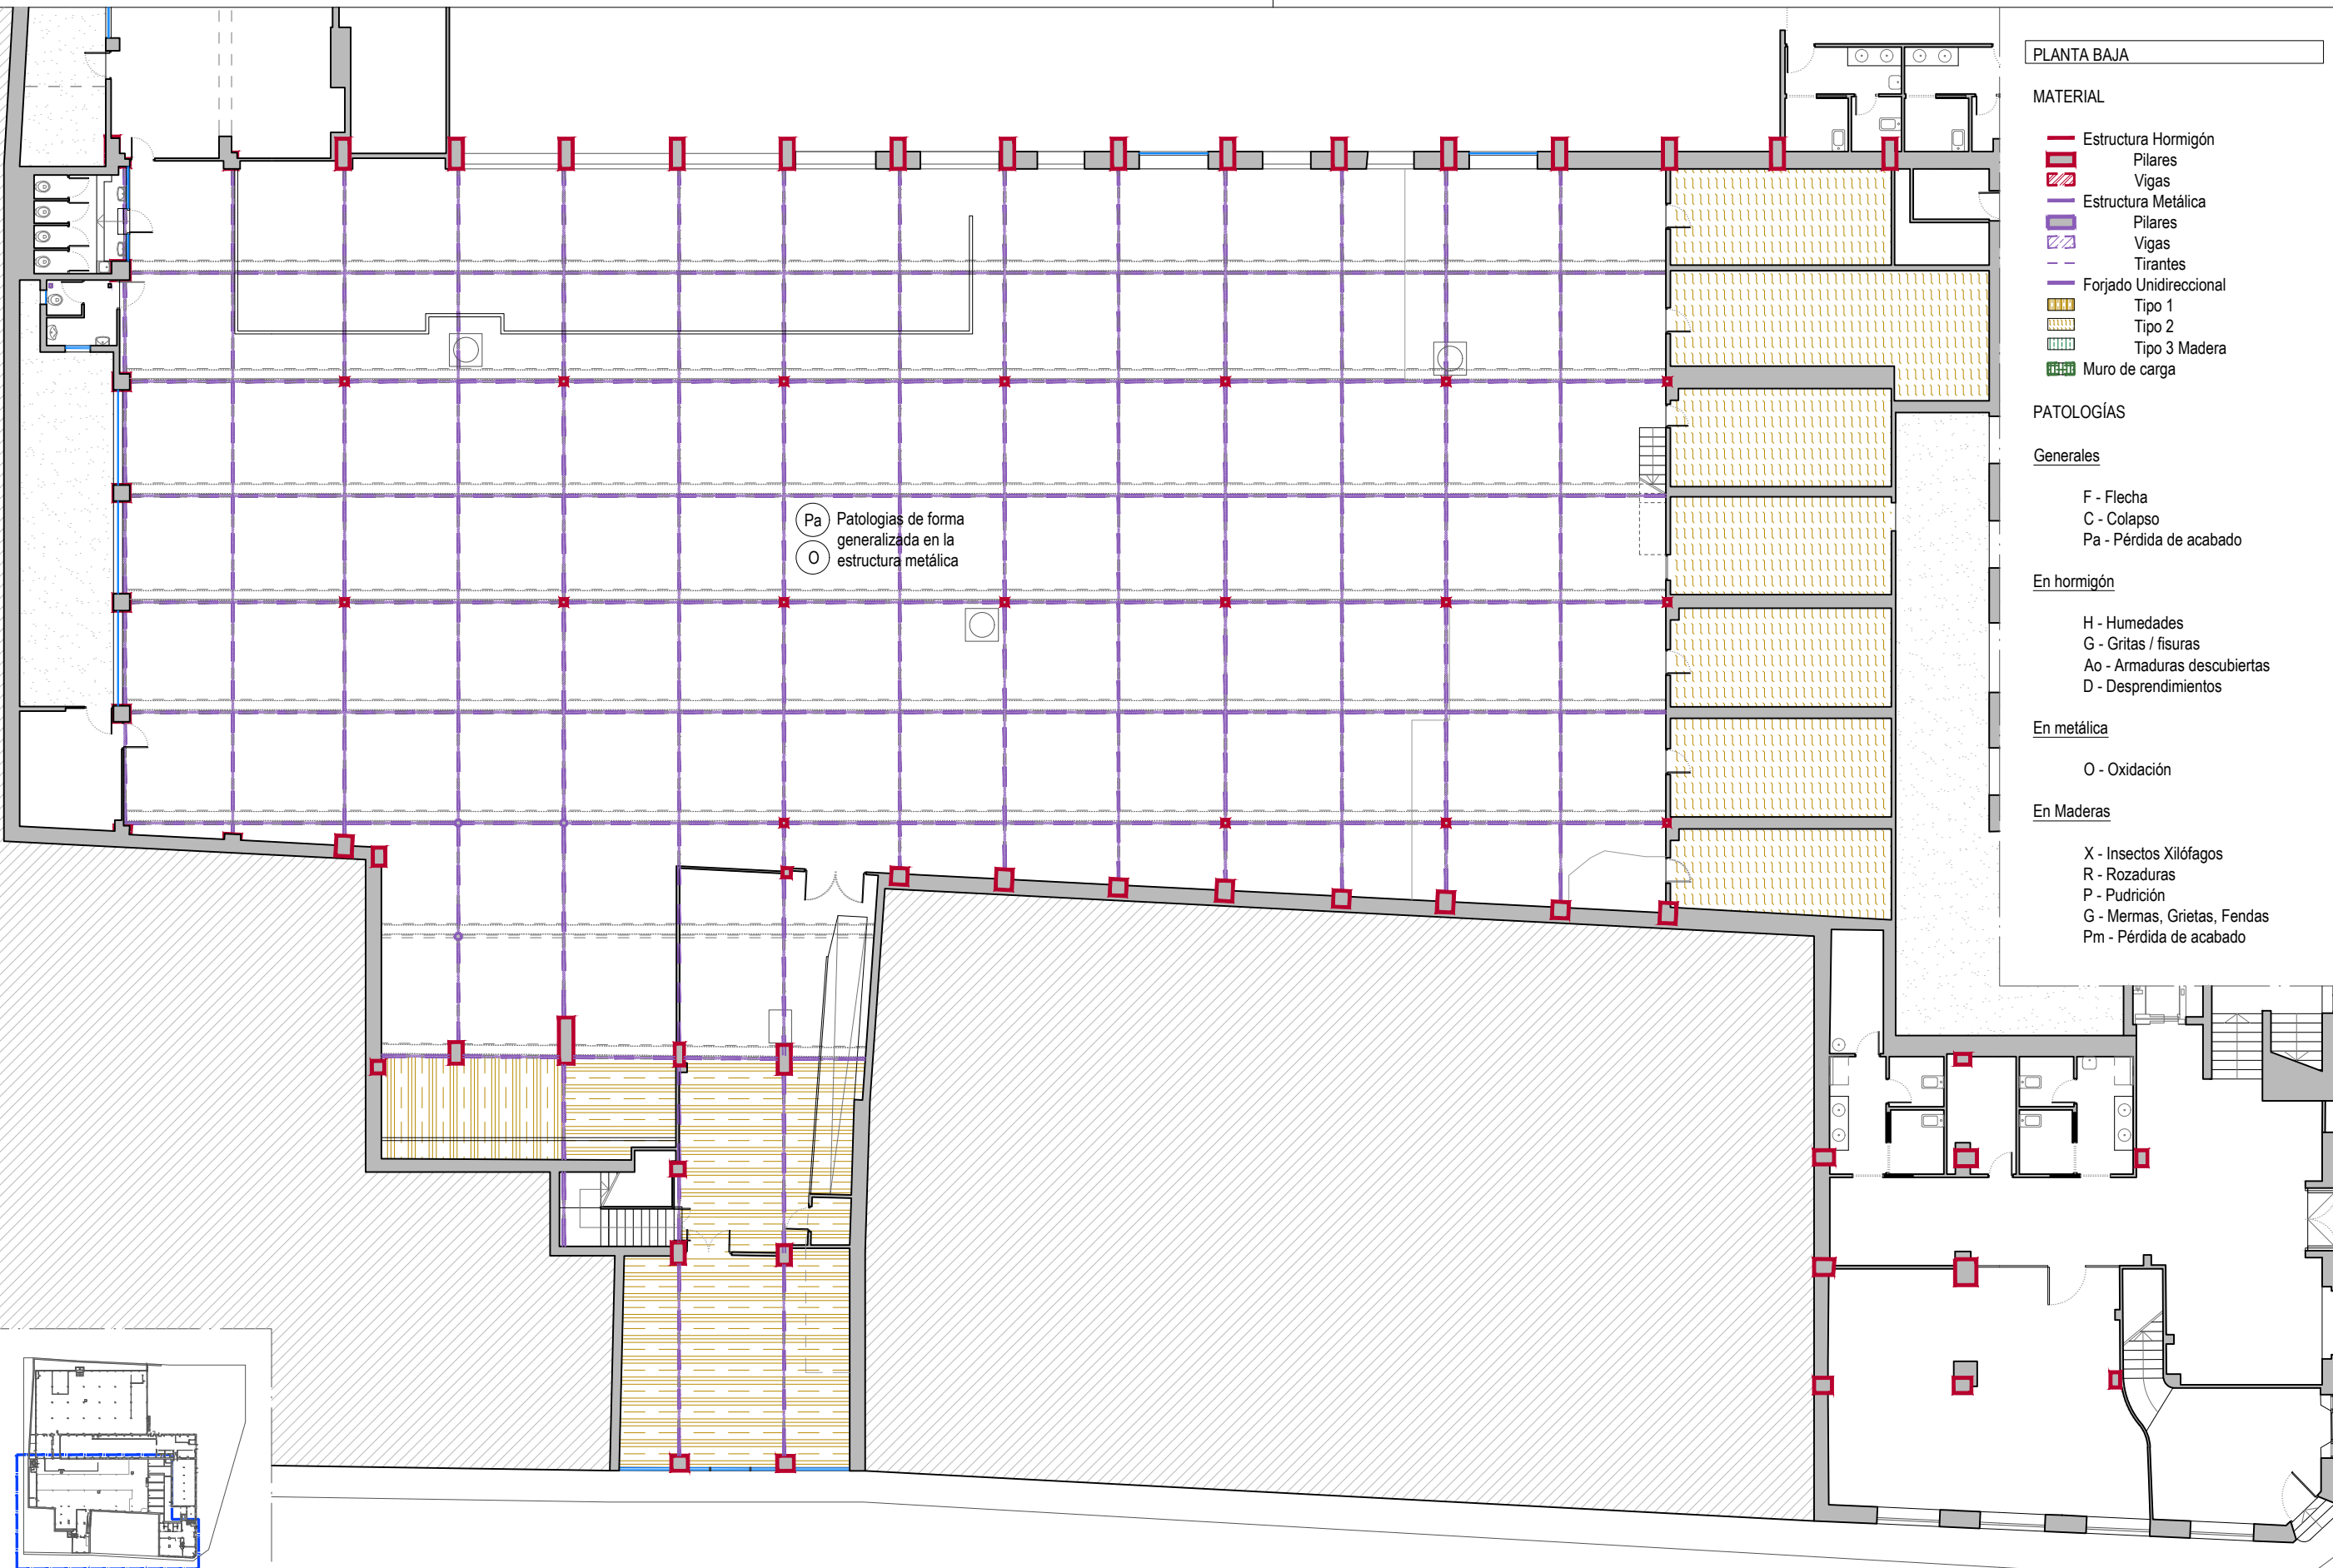 PLANTA BAJA
MATERIAL
Estructura Hormigón
Pilares
Vigas
Estructura Metálica
Pilares
Vigas
Tirantes
Forjado Unidireccional
Tipo 1
Tipo 2
Tipo 3 Madera
Muro de carga
PATOLOGÍAS
Generales
F - Flecha
C - Colapso
Pa - Pérdida de acabado
En hormigón
H - Humedades
G - Gritas / fisuras
Ao - Armaduras descubiertas
D - Desprendimientos
En metálica
O - Oxidación
En Maderas
X - Insectos Xilófagos
R - Rozaduras
P - Pudrición
G - Mermas, Grietas, Fendas
Pm - Pérdida de acabado
Pa Patologias de forma
generalizada en la
O estructura metálica